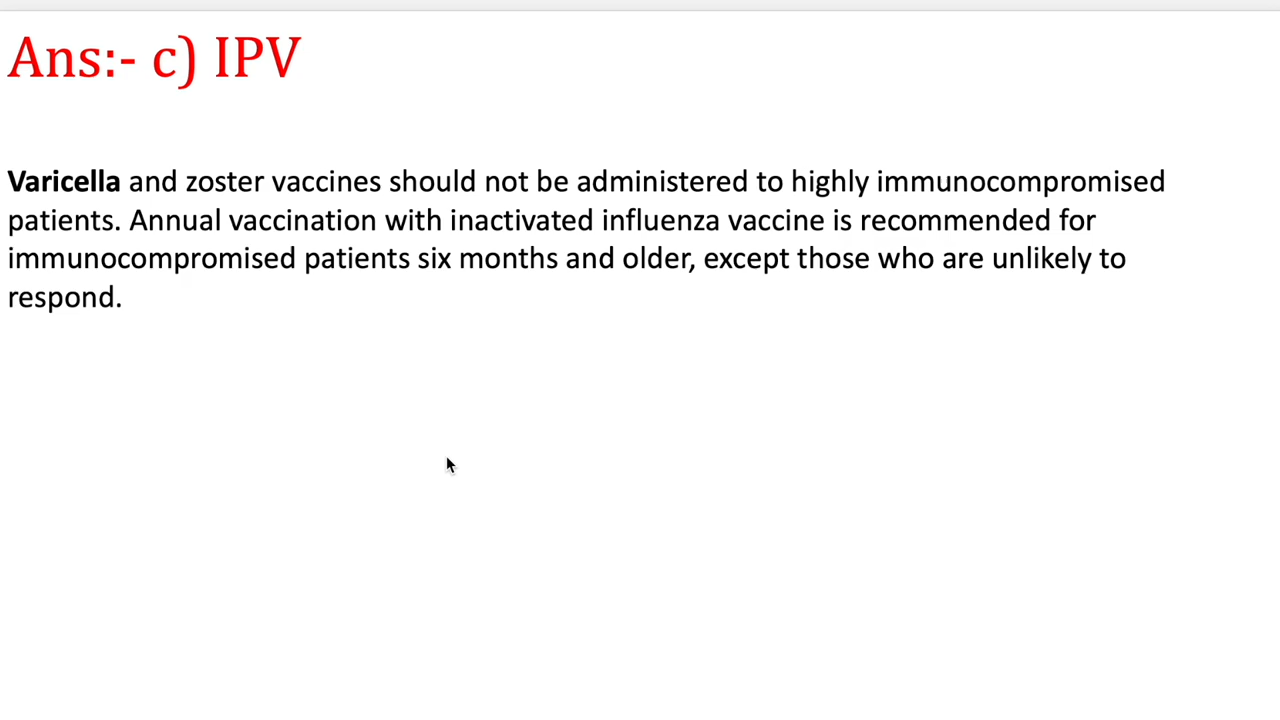 Ans:- c) IPV
Varicella and zoster vaccines should not be administered to highly immunocompromised
patients. Annual vaccination with inactivated influenza vaccine is recommended for
immunocompromised patients six months and older, except those who are unlikely to
respond.